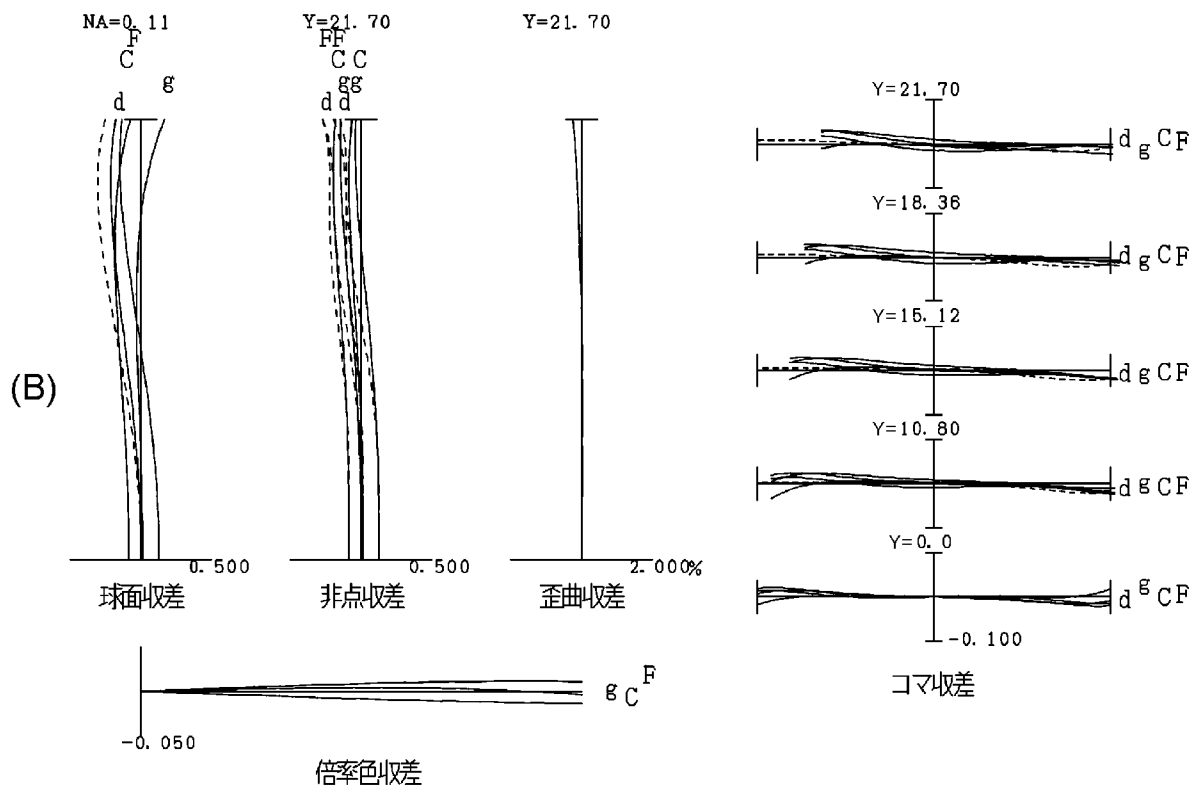 NA=0.11
F
C
g
d
Y=21.70
FF
CC
gg
dd
Y=21.70
(B)
0.500
球面収差
0.500
非点収差
2.000%
歪曲収差
-0.050
g C F
倍率色収差
Y=21.70
d g C F
Y=18.36
d g C F
Y=15.12
d g C F
Y=10.80
d g C F
Y=0.0
d g C F
-0.100
コマ収差